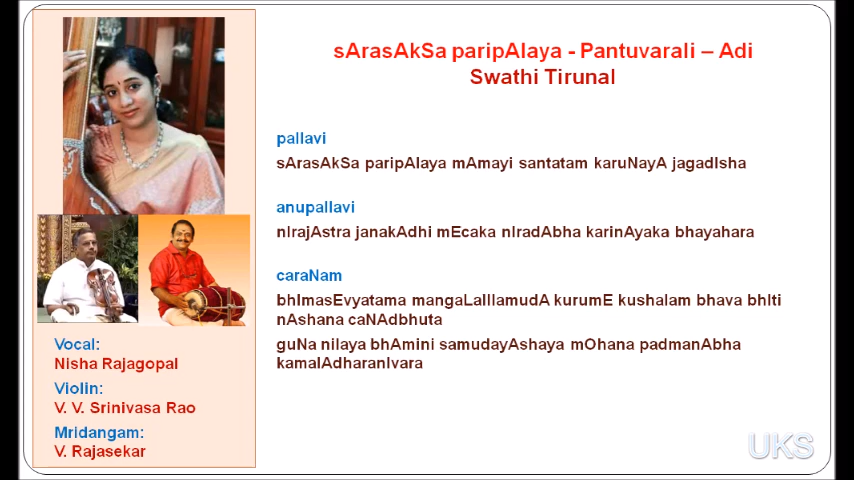 sArasAkSa paripAlaya - Pantuvarali – Adi
Swathi Tirunal
pallavi
sArasAkSa paripAlaya mAmayi santatam karuNayA jagadIsha
anupallavi
nIrajAstra janakAdhi mEcaka nIradAbha karinAyaka bhayahara
caraNam
bhImasEvyatama mangaLalIlamudA kurumE kushalam bhava bhIti
nAshana caNAdbhuta
guNa nilaya bhAmini samudayAshaya mOhana padmanAbha
kamalAdharanIvara
Vocal:
Nisha Rajagopal
Violin:
V. V. Srinivasa Rao
Mridangam:
V. Rajasekar
UKS